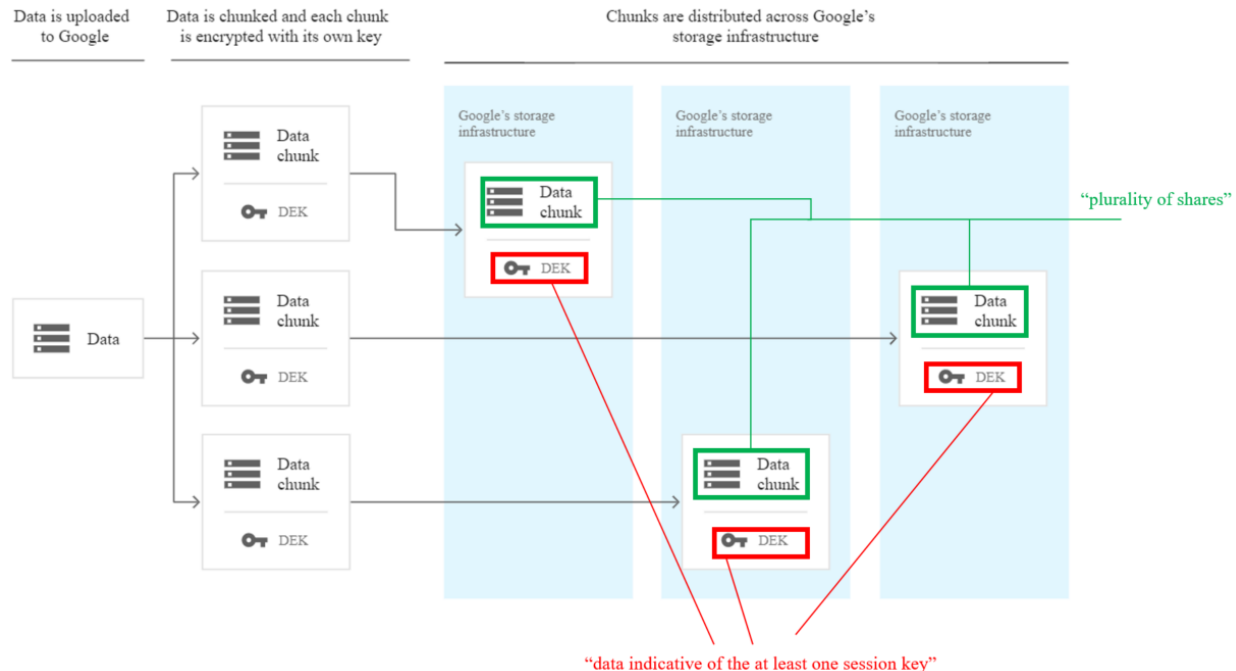 Data is uploaded
to Google
Data is chunked and each chunk
is encrypted with its own key
Chunks are distributed across Google's
storage infrastructure
Data
Data
chunk
DEK
Data
chunk
DEK
Data
chunk
DEK
Google's storage
infrastructure
Data
chunk
DEK
Google's storage
infrastructure
Data
chunk
DEK
Google's storage
infrastructure
Data
chunk
DEK
“plurality of shares”
“data indicative of the at least one session key”